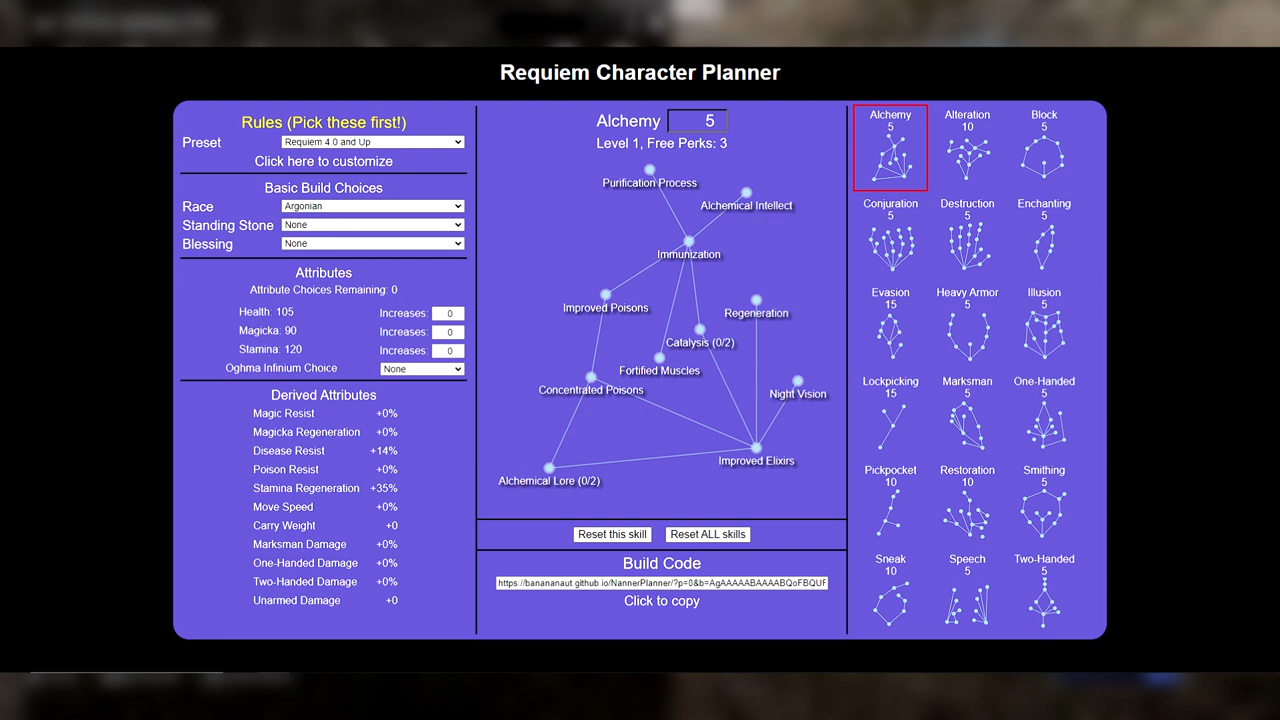 Requiem Character Planner
Rules (Pick these first!)
Preset Requiem 4.0 and Up
Click here to customize
Basic Build Choices
Race Argonian
Standing Stone None
Blessing None
Attributes
Attribute Choices Remaining: 0
Health: 105 Increases: 0
Magicka: 90 Increases: 0
Stamina: 120 Increases: 0
Oghma Infinium Choice None
Derived Attributes
Magic Resist +0%
Magicka Regeneration +0%
Disease Resist +14%
Poison Resist +0%
Stamina Regeneration +35%
Move Speed +0%
Carry Weight +0
Marksman Damage +0%
One-Handed Damage +0%
Two-Handed Damage +0%
Unarmed Damage +0
Alchemy 5
Level 1, Free Perks: 3
Purification Process
Alchemical Intellect
Immunization
Improved Poisons
Regeneration
Catalysis (0/2)
Fortified Muscles
Concentrated Poisons
Night Vision
Improved Elixirs
Alchemical Lore (0/2)
Reset this skill Reset ALL skills
Build Code
https://banananaut.github.io/NannerPlanner/?p=0&b=AgAAAAABAAAABQoFBQUF
Click to copy
Alchemy Alteration Block
5 10 5
Conjuration Destruction Enchanting
5 5 5
Evasion Heavy Armor Illusion
15 5 5
Lockpicking Marksman One-Handed
15 5 5
Pickpocket Restoration Smithing
10 10 5
Sneak Speech Two-Handed
10 5 5